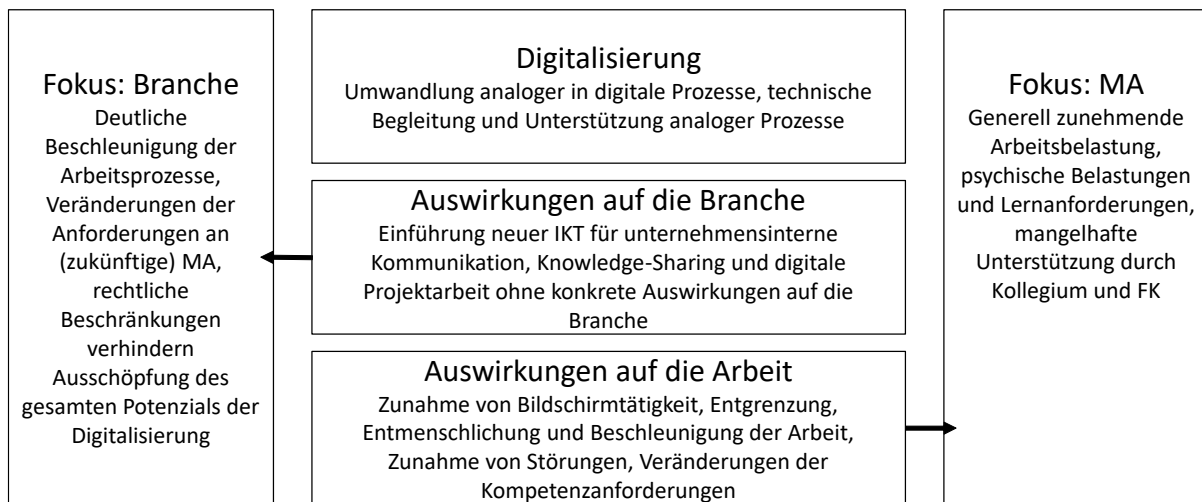 Fokus: Branche
Deutliche
Beschleunigung der
Arbeitsprozesse,
Veränderungen der
Anforderungen an
(zukünftige) MA,
rechtliche
Beschränkungen
verhindern
Ausschöpfung des
gesamten Potenzials der
Digitalisierung
Digitalisierung
Umwandlung analoger in digitale Prozesse, technische
Begleitung und Unterstützung analoger Prozesse
Auswirkungen auf die Branche
Einführung neuer IKT für unternehmensinterne
Kommunikation, Knowledge-Sharing und digitale
Projektarbeit ohne konkrete Auswirkungen auf die
Branche
Auswirkungen auf die Arbeit
Zunahme von Bildschirmtätigkeit, Entgrenzung,
Entmenschlichung und Beschleunigung der Arbeit,
Zunahme von Störungen, Veränderungen der
Kompetenzanforderungen
Fokus: MA
Generell zunehmende
Arbeitsbelastung,
psychische Belastungen
und Lernanforderungen,
mangelhafte
Unterstützung durch
Kollegium und FK